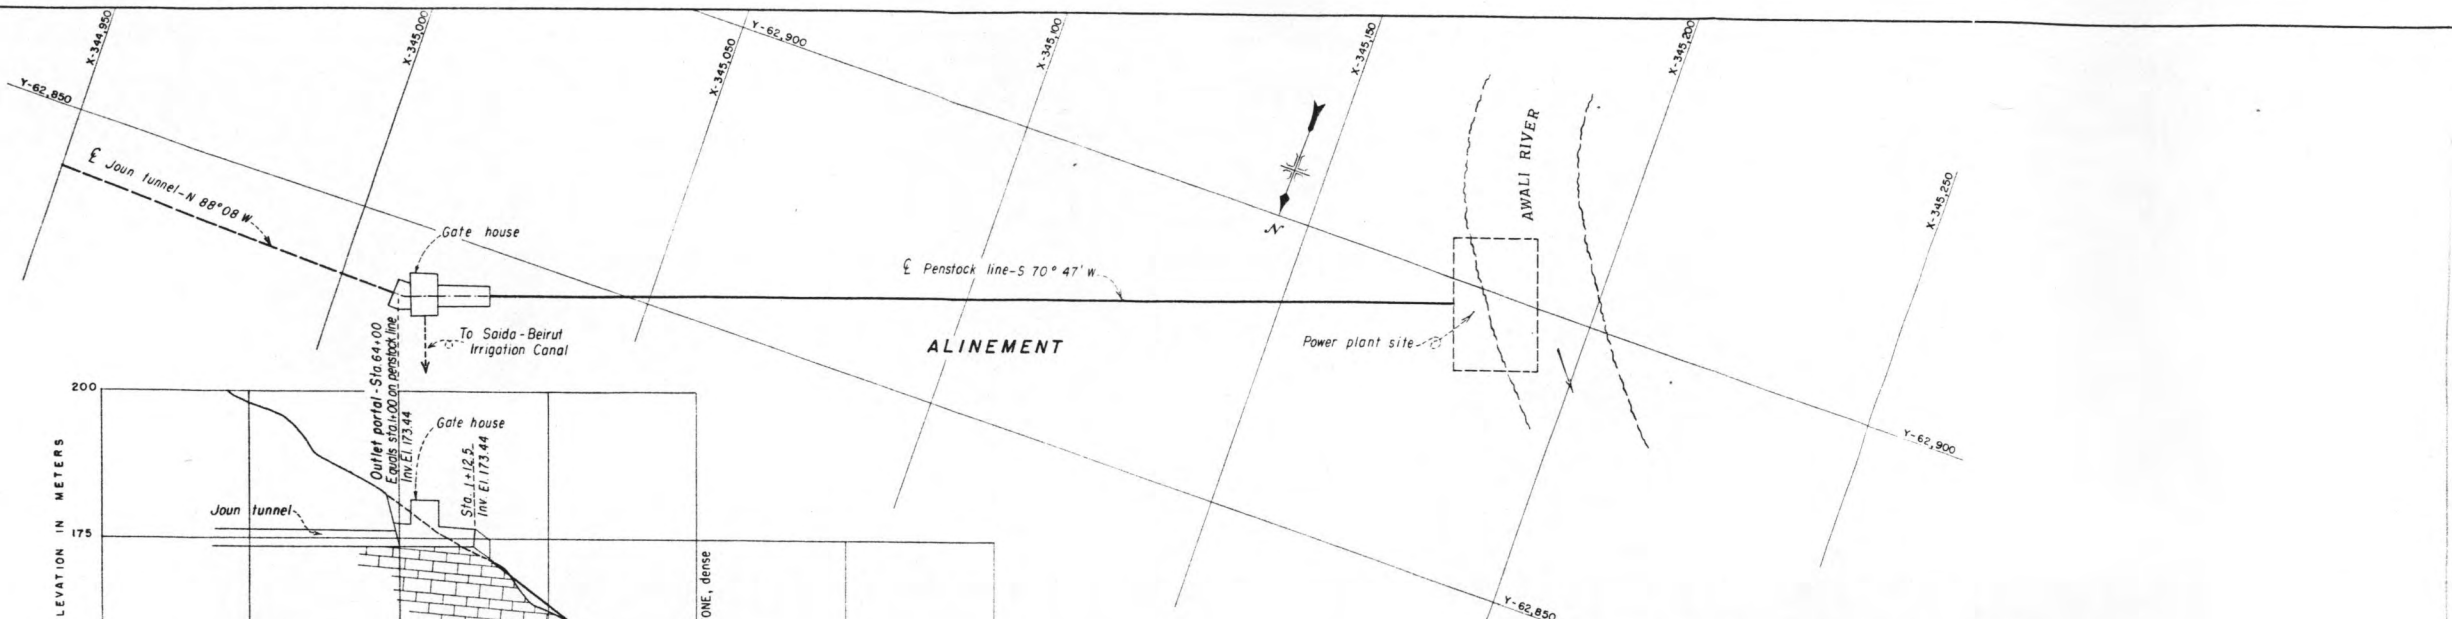 X-344,950
X-345,000
X-345,050
Y-62,900
X-345,100
X-345,150
X-345,200
Y-62,850
AWALI RIVER
℄ Joun tunnel-N 88°08 W.
X-345,250
Gate house
N
℄ Penstock line-S 70° 47' W.
To Saida-Beirut
Irrigation Canal
ALINEMENT
Power plant site
Outlet portal-Sta. 64+00
Equals sta. 1+00 on penstock line
Inv. El. 173.44
200
Gate house
Sta. 1+12.5
Inv. El. 173.44
Y-62,900
LEVATION IN METERS
Joun tunnel
175
ONE, dense
Y-62,850